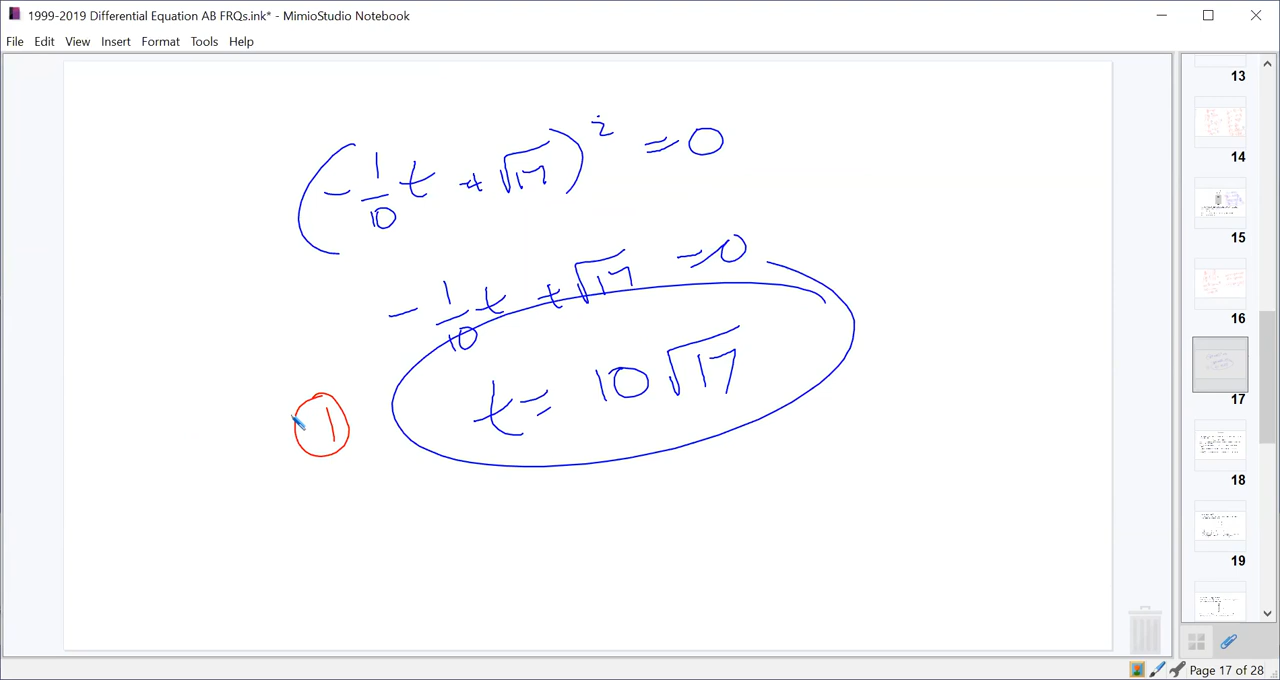 1999-2019 Differential Equation AB FRQs.ink* - MimioStudio Notebook
File Edit View Insert Format Tools Help
(-1/10 t + √17)² = 0
-1/10 t + √17 = 0
t = 10√17
1
13
14
15
16
17
18
19
Page 17 of 28